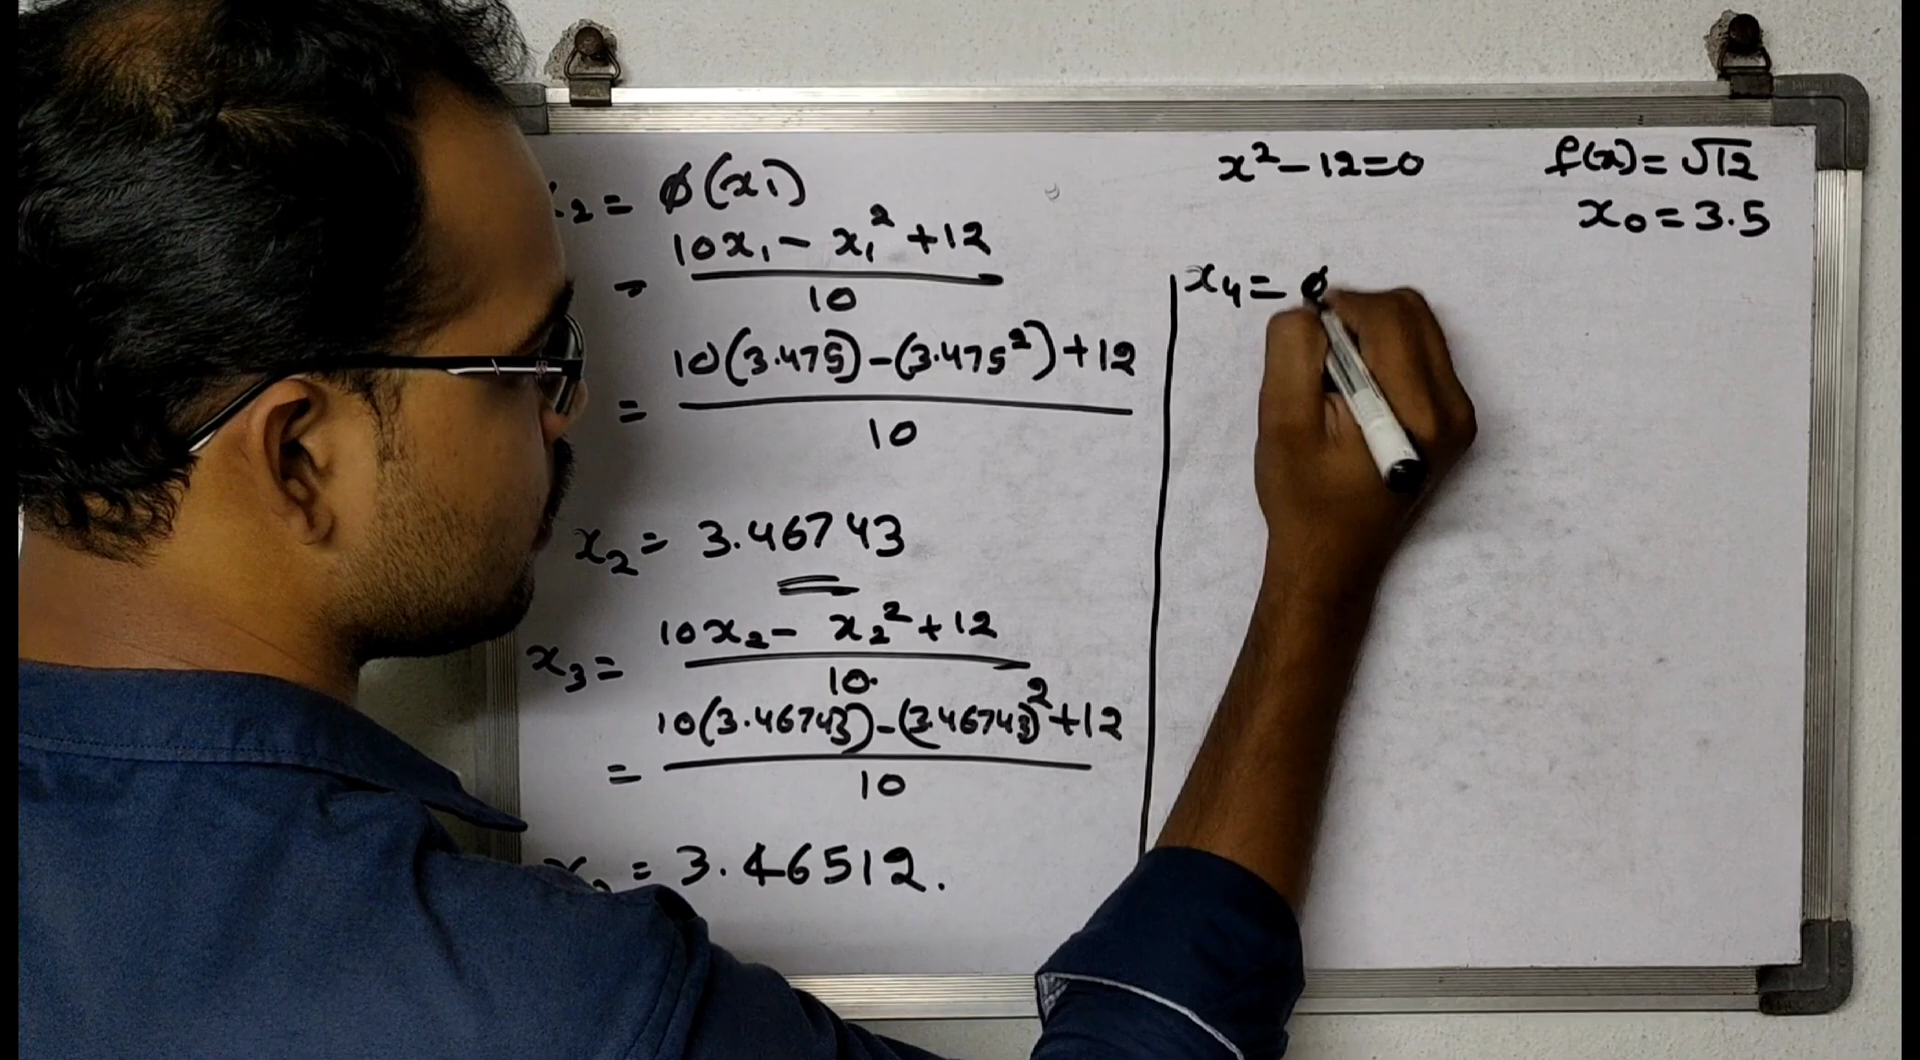 x₂ = ϕ(x₁)
= 10x₁ - x₁² + 12
10
= 10(3.475) - (3.475²) + 12
10
x₂ = 3.46743
x₃ = 10x₂ - x₂² + 12
10.
= 10(3.46743) - (3.46743)² + 12
10
= 3.46512.
x² - 12 = 0
f(x) = √12
x₀ = 3.5
x₄ = ϕ